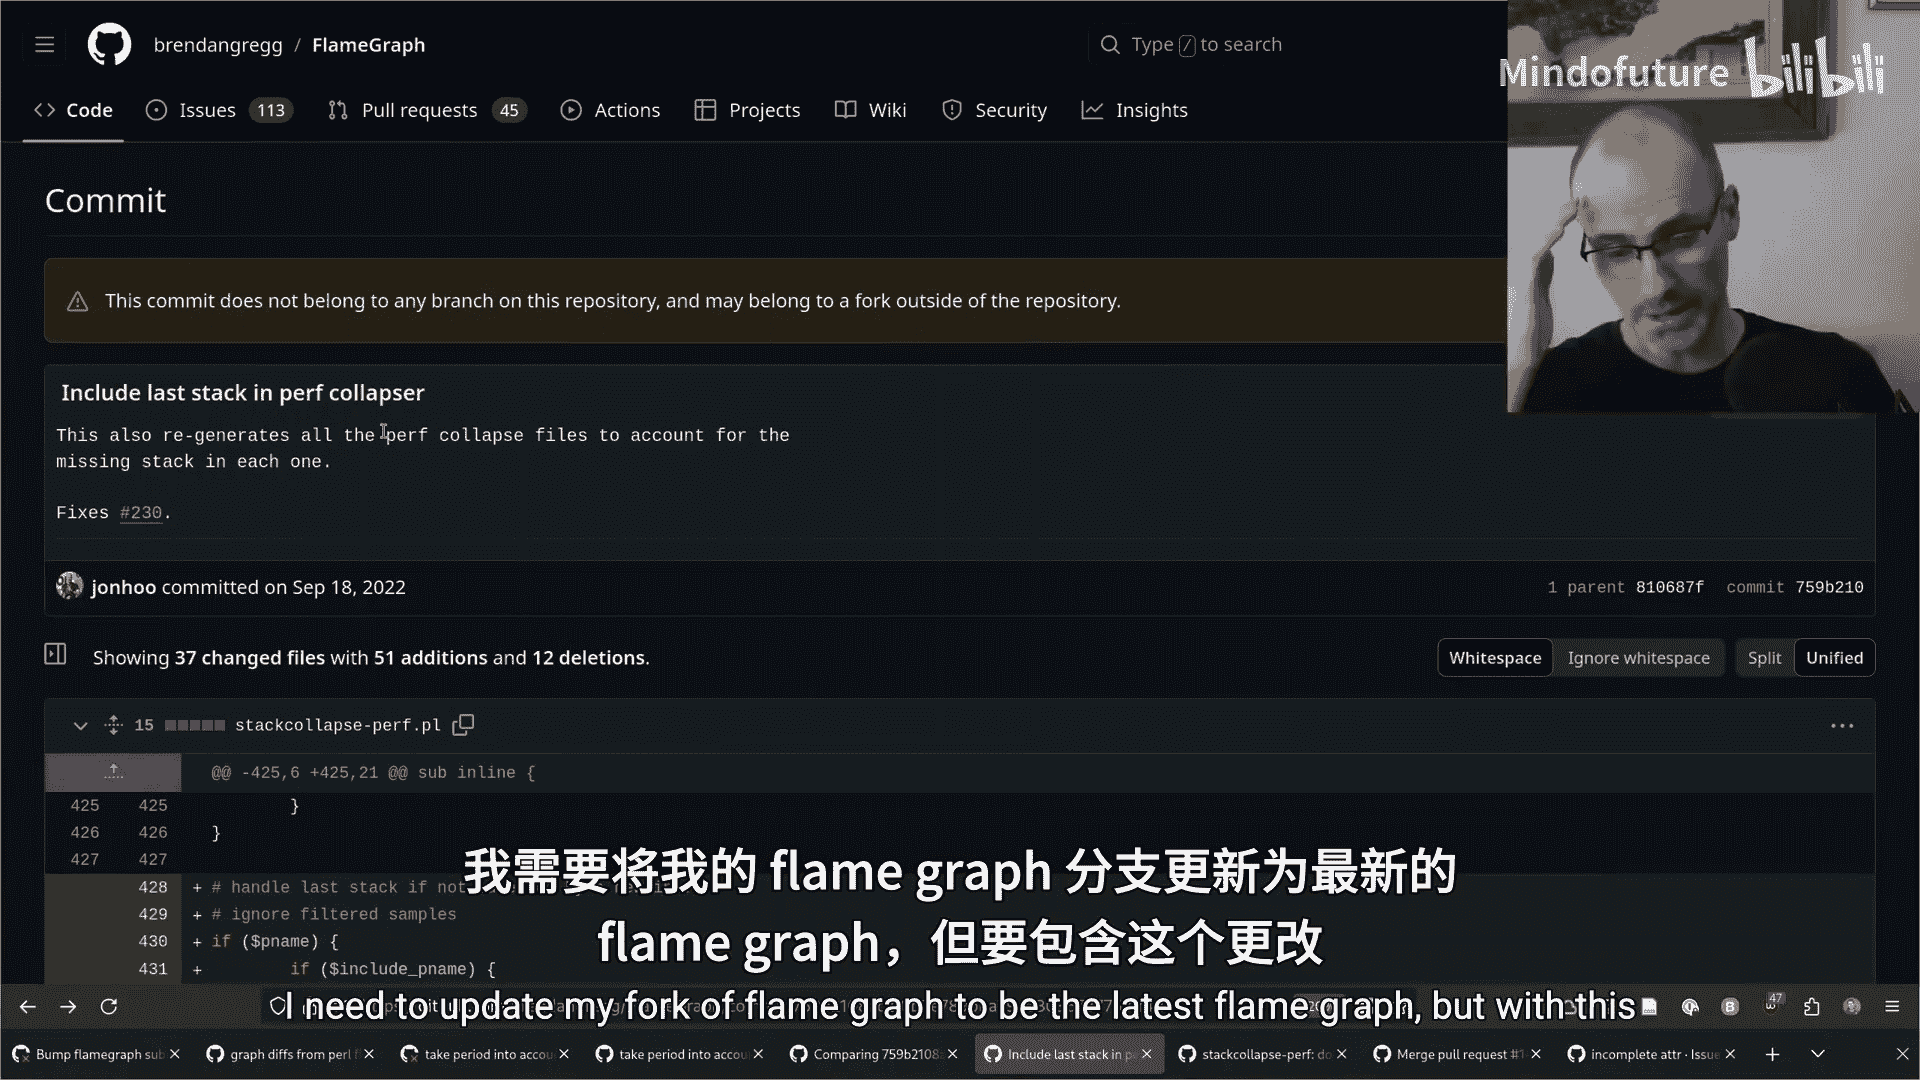 brendangregg / FlameGraph
Type / to search
Mindofuture bilibili
Code
Issues 113
Pull requests 45
Actions
Projects
Wiki
Security
Insights
Commit
This commit does not belong to any branch on this repository, and may belong to a fork outside of the repository.
Include last stack in perf collapser
This also re-generates all the perf collapse files to account for the
missing stack in each one.
Fixes #230.
jonhoo committed on Sep 18, 2022
1 parent 810687f commit 759b210
Showing 37 changed files with 51 additions and 12 deletions.
Whitespace Ignore whitespace Split Unified
15 stackcollapse-perf.pl
@@ -425,6 +425,21 @@ sub inline {
425 425 }
426 426 }
427 427
428 + # handle last stack if not
429 + # ignore filtered samples
430 + if ($pname) {
431 + if ($include_pname) {
我需要将我的 flame graph 分支更新为最新的
flame graph，但要包含这个更改
I need to update my fork of flame graph to be the latest flame graph, but with this
47
Bump flamegraph sub
graph diffs from perl f
take period into accou
take period into accou
Comparing 759b2108
Include last stack in pe
stackcollapse-perf: do
Merge pull request #1
incomplete attr · Issue